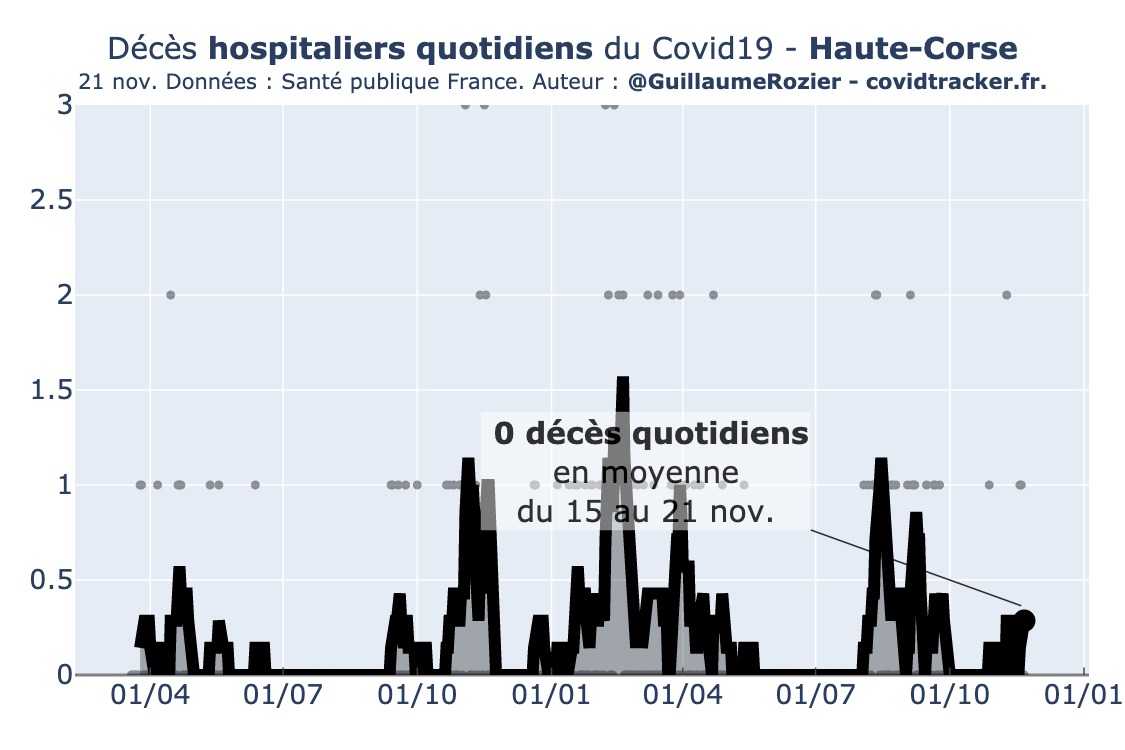 Décès hospitaliers quotidiens du Covid19 - Haute-Corse
21 nov. Données : Santé publique France. Auteur : @GuillaumeRozier - covidtracker.fr.
3
2.5
2
1.5
0 décès quotidiens
en moyenne
du 15 au 21 nov.
1
0.5
0
01/04 01/07 01/10 01/01 01/04 01/07 01/10 01/01